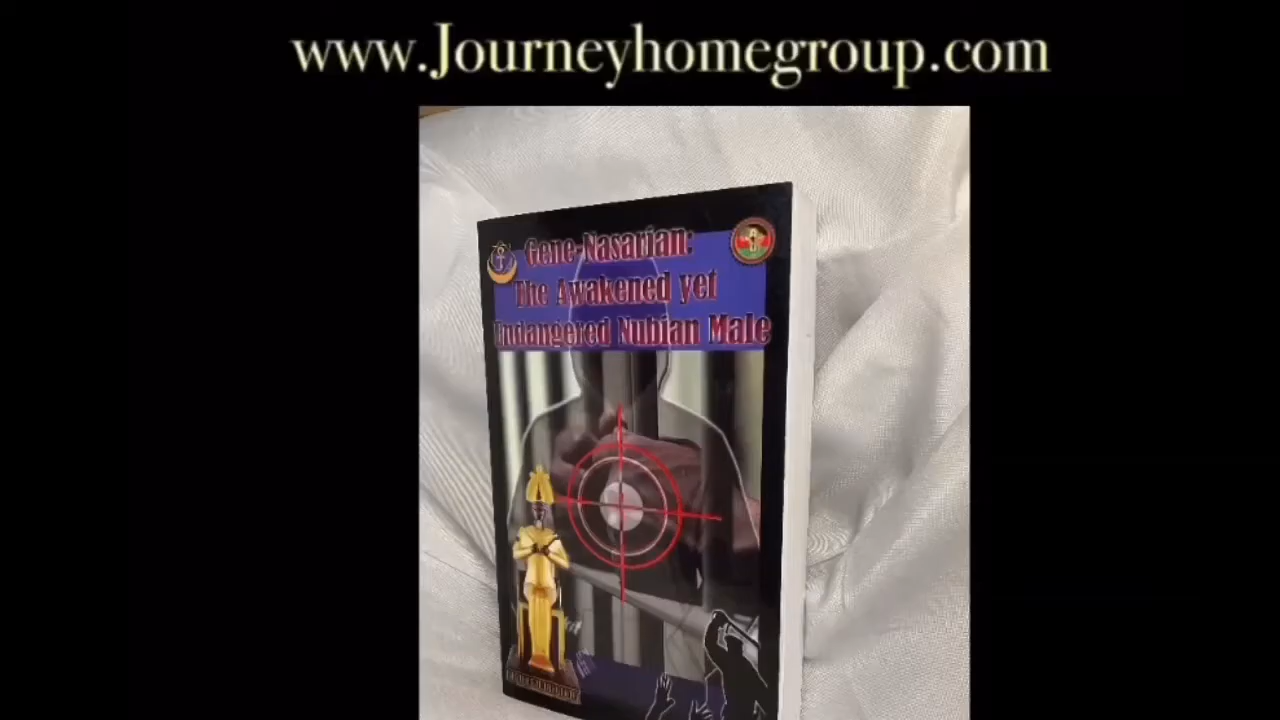 www.Journeyhomegroup.com
Gene-Nasarian:
The Awakened yet
Endangered Nubian Male